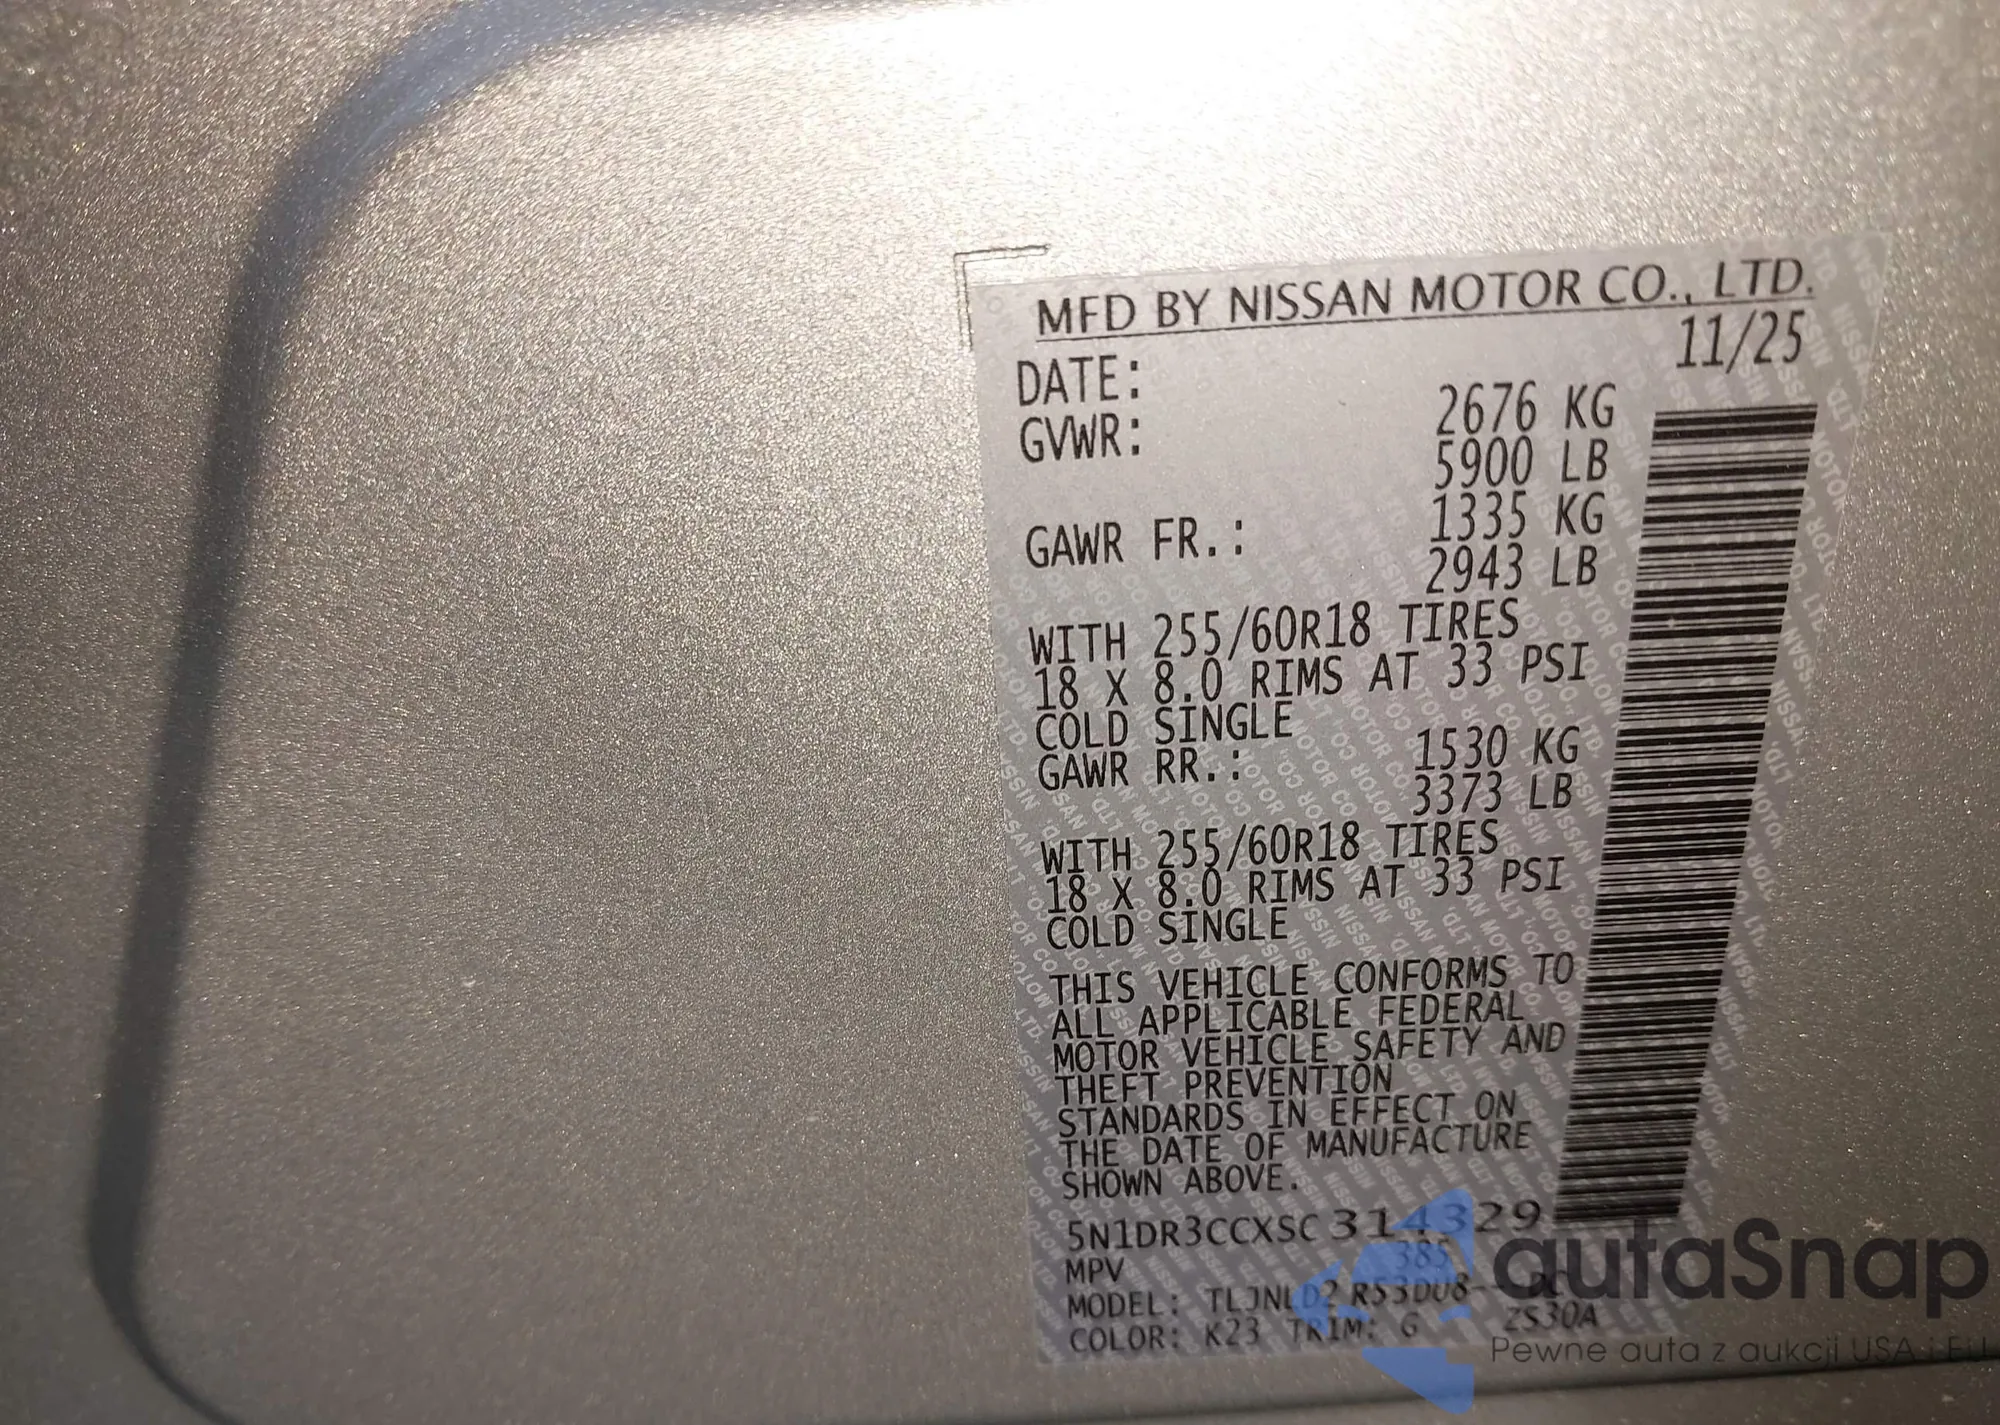 MFD BY NISSAN MOTOR CO., LTD.
DATE: 11/25
GVWR: 2676 KG
5900 LB
GAWR FR.: 1335 KG
2943 LB
WITH 255/60R18 TIRES
18 X 8.0 RIMS AT 33 PSI
COLD SINGLE
GAWR RR.: 1530 KG
3373 LB
WITH 255/60R18 TIRES
18 X 8.0 RIMS AT 33 PSI
COLD SINGLE
THIS VEHICLE CONFORMS TO
ALL APPLICABLE FEDERAL
MOTOR VEHICLE SAFETY AND
THEFT PREVENTION
STANDARDS IN EFFECT ON
THE DATE OF MANUFACTURE
SHOWN ABOVE.
5N1DR3CCXSC314329
MPV 385
MODEL:
COLOR: K23 TRIM: G ZS30A
autaSnap
Pewne auta z aukcji USA i EU